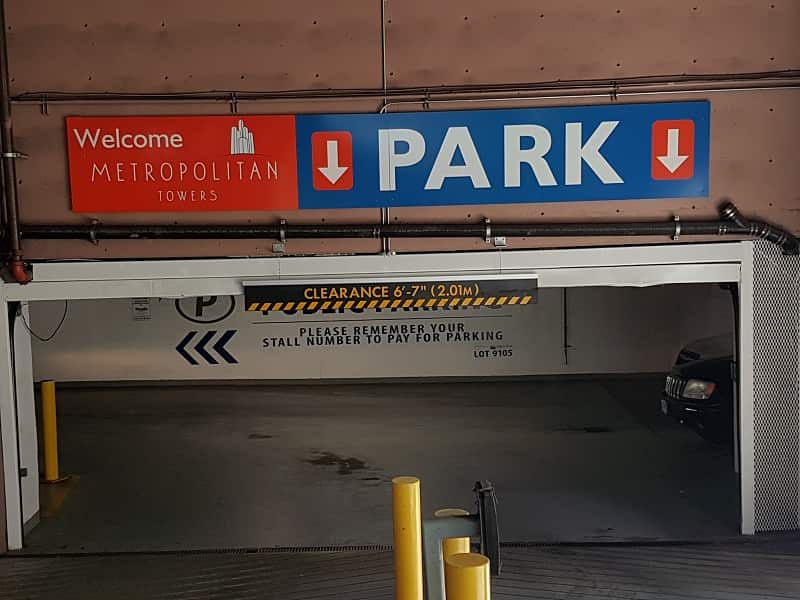 Welcome
METROPOLITAN
TOWERS
PARK
CLEARANCE 6'-7" (2.01M)
P
PLEASE REMEMBER YOUR
STALL NUMBER TO PAY FOR PARKING
LOT 9105